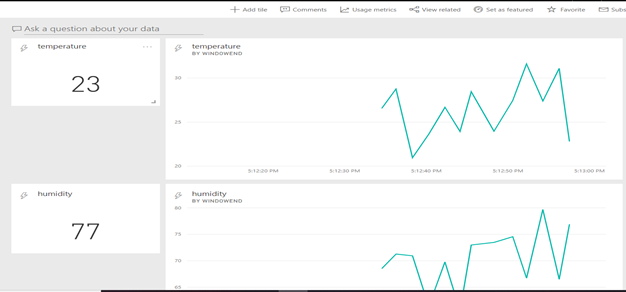 Add tile Comments Usage metrics View related Set as featured Favorite Subs
Ask a question about your data
temperature
23
temperature
BY WINDOWEND
30
25
20
5:12:20 PM 5:12:30 PM 5:12:40 PM 5:12:50 PM 5:13:00 PM
humidity
77
humidity
BY WINDOWEND
80
75
70
65